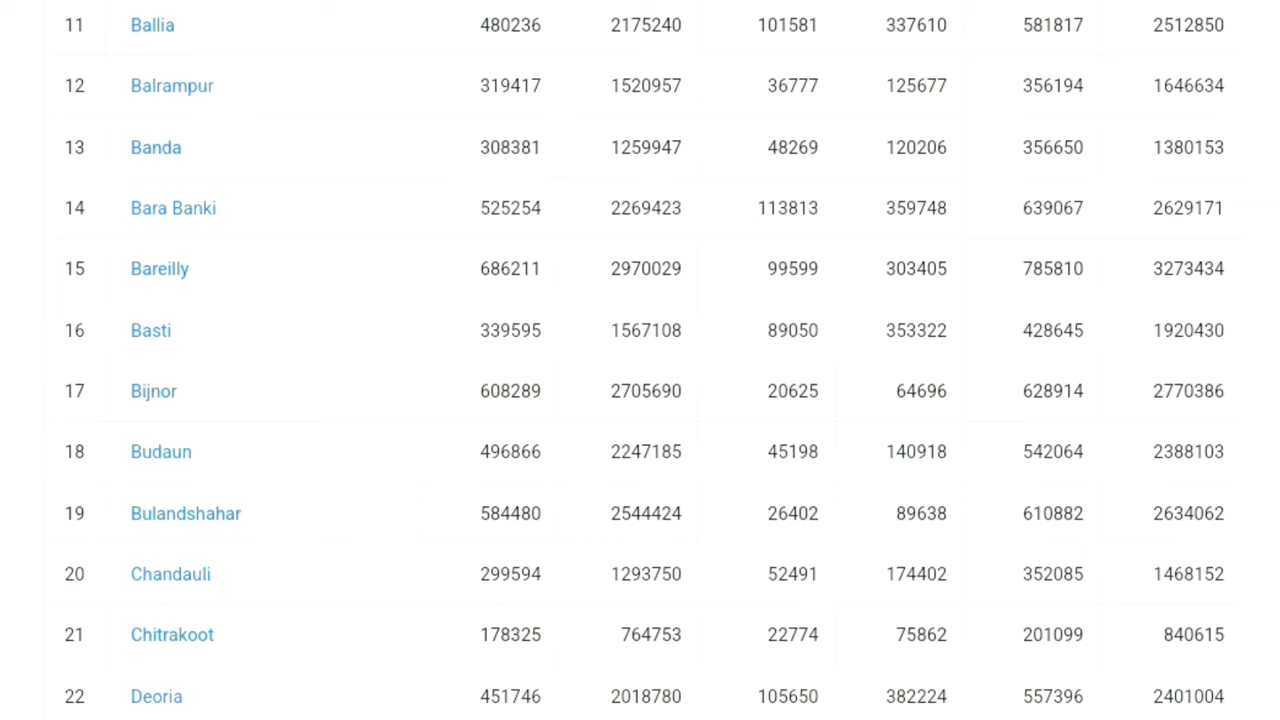 11 Ballia 480236 2175240 101581 337610 581817 2512850
12 Balrampur 319417 1520957 36777 125677 356194 1646634
13 Banda 308381 1259947 48269 120206 356650 1380153
14 Bara Banki 525254 2269423 113813 359748 639067 2629171
15 Bareilly 686211 2970029 99599 303405 785810 3273434
16 Basti 339595 1567108 89050 353322 428645 1920430
17 Bijnor 608289 2705690 20625 64696 628914 2770386
18 Budaun 496866 2247185 45198 140918 542064 2388103
19 Bulandshahar 584480 2544424 26402 89638 610882 2634062
20 Chandauli 299594 1293750 52491 174402 352085 1468152
21 Chitrakoot 178325 764753 22774 75862 201099 840615
22 Deoria 451746 2018780 105650 382224 557396 2401004